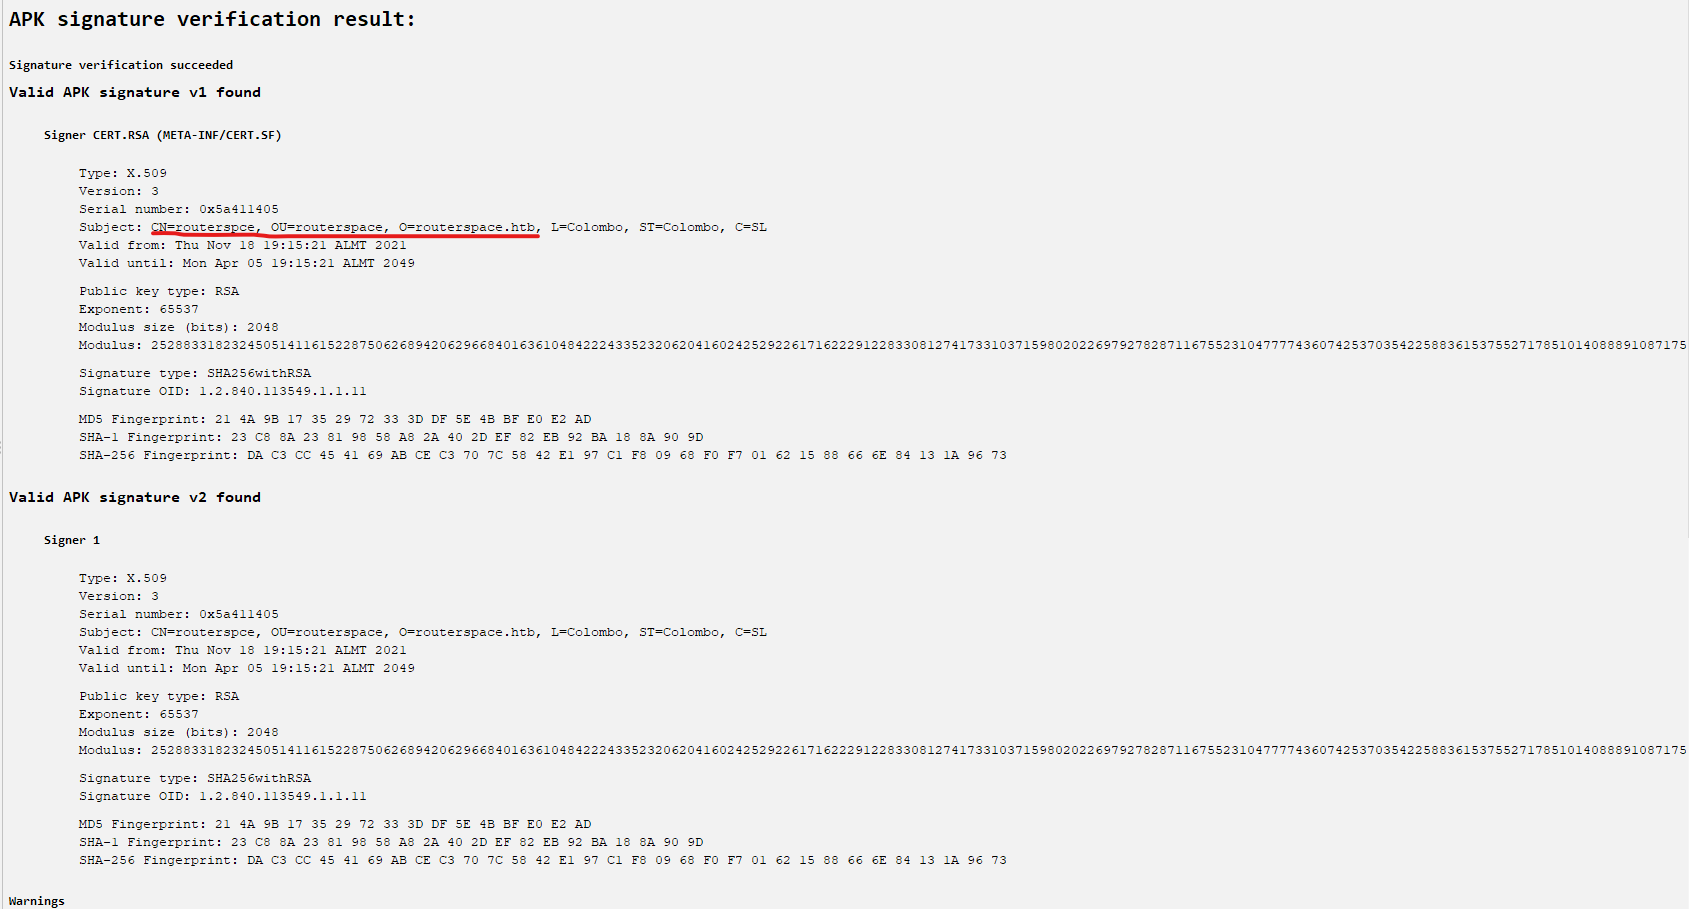 APK signature verification result:
Signature verification succeeded
Valid APK signature v1 found
Signer CERT.RSA (META-INF/CERT.SF)
Type: X.509
Version: 3
Serial number: 0x5a411405
Subject: CN=routerspce, OU=routerspace, O=routerspace.htb, L=Colombo, ST=Colombo, C=SL
Valid from: Thu Nov 18 19:15:21 ALMT 2021
Valid until: Mon Apr 05 19:15:21 ALMT 2049
Public key type: RSA
Exponent: 65537
Modulus size (bits): 2048
Modulus: 252883318232450514116152287506268942062966840163610484222433523206204160242529226171622291228330812741733103715980202269792782871167552310477774360742537035422588361537552717851014088891087175
Signature type: SHA256withRSA
Signature OID: 1.2.840.113549.1.1.11
MD5 Fingerprint: 21 4A 9B 17 35 29 72 33 3D DF 5E 4B BF E0 E2 AD
SHA-1 Fingerprint: 23 C8 8A 23 81 98 58 A8 2A 40 2D EF 82 EB 92 BA 18 8A 90 9D
SHA-256 Fingerprint: DA C3 CC 45 41 69 AB CE C3 70 7C 58 42 E1 97 C1 F8 09 68 F0 F7 01 62 15 88 66 6E 84 13 1A 96 73
Valid APK signature v2 found
Signer 1
Type: X.509
Version: 3
Serial number: 0x5a411405
Subject: CN=routerspce, OU=routerspace, O=routerspace.htb, L=Colombo, ST=Colombo, C=SL
Valid from: Thu Nov 18 19:15:21 ALMT 2021
Valid until: Mon Apr 05 19:15:21 ALMT 2049
Public key type: RSA
Exponent: 65537
Modulus size (bits): 2048
Modulus: 252883318232450514116152287506268942062966840163610484222433523206204160242529226171622291228330812741733103715980202269792782871167552310477774360742537035422588361537552717851014088891087175
Signature type: SHA256withRSA
Signature OID: 1.2.840.113549.1.1.11
MD5 Fingerprint: 21 4A 9B 17 35 29 72 33 3D DF 5E 4B BF E0 E2 AD
SHA-1 Fingerprint: 23 C8 8A 23 81 98 58 A8 2A 40 2D EF 82 EB 92 BA 18 8A 90 9D
SHA-256 Fingerprint: DA C3 CC 45 41 69 AB CE C3 70 7C 58 42 E1 97 C1 F8 09 68 F0 F7 01 62 15 88 66 6E 84 13 1A 96 73
Warnings